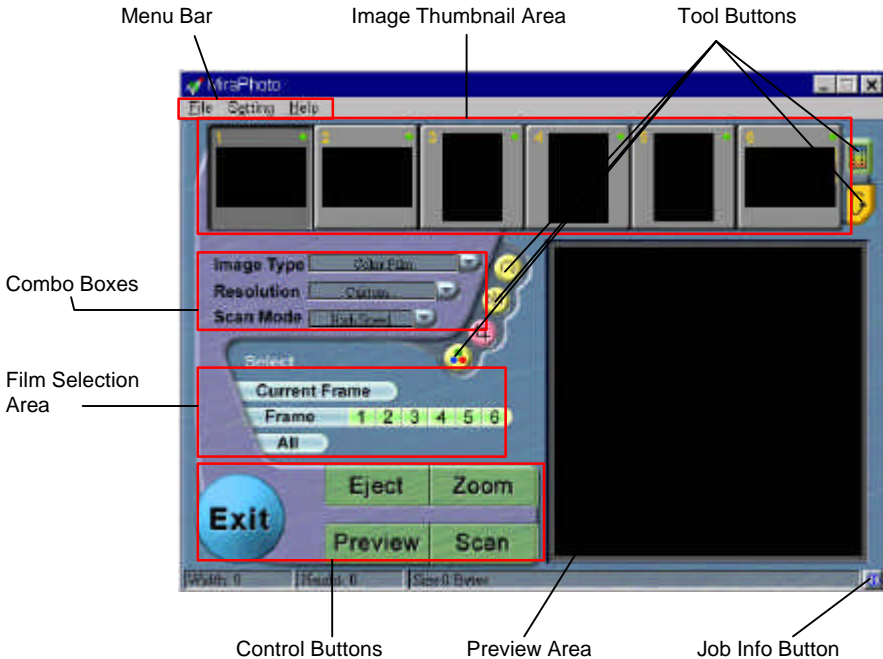 Menu Bar
Image Thumbnail Area
Tool Buttons
MiraPhoto
File Setting Help
1 2 3 4 5 6
Image Type Color Film
Combo Boxes
Resolution Custom
Scan Mode High Speed
Select
Film Selection
Area
Current Frame
Frame 1 2 3 4 5 6
All
Eject Zoom
Exit
Preview Scan
Width: 0 Height: 0 Size:0 Bytes
Control Buttons
Preview Area
Job Info Button